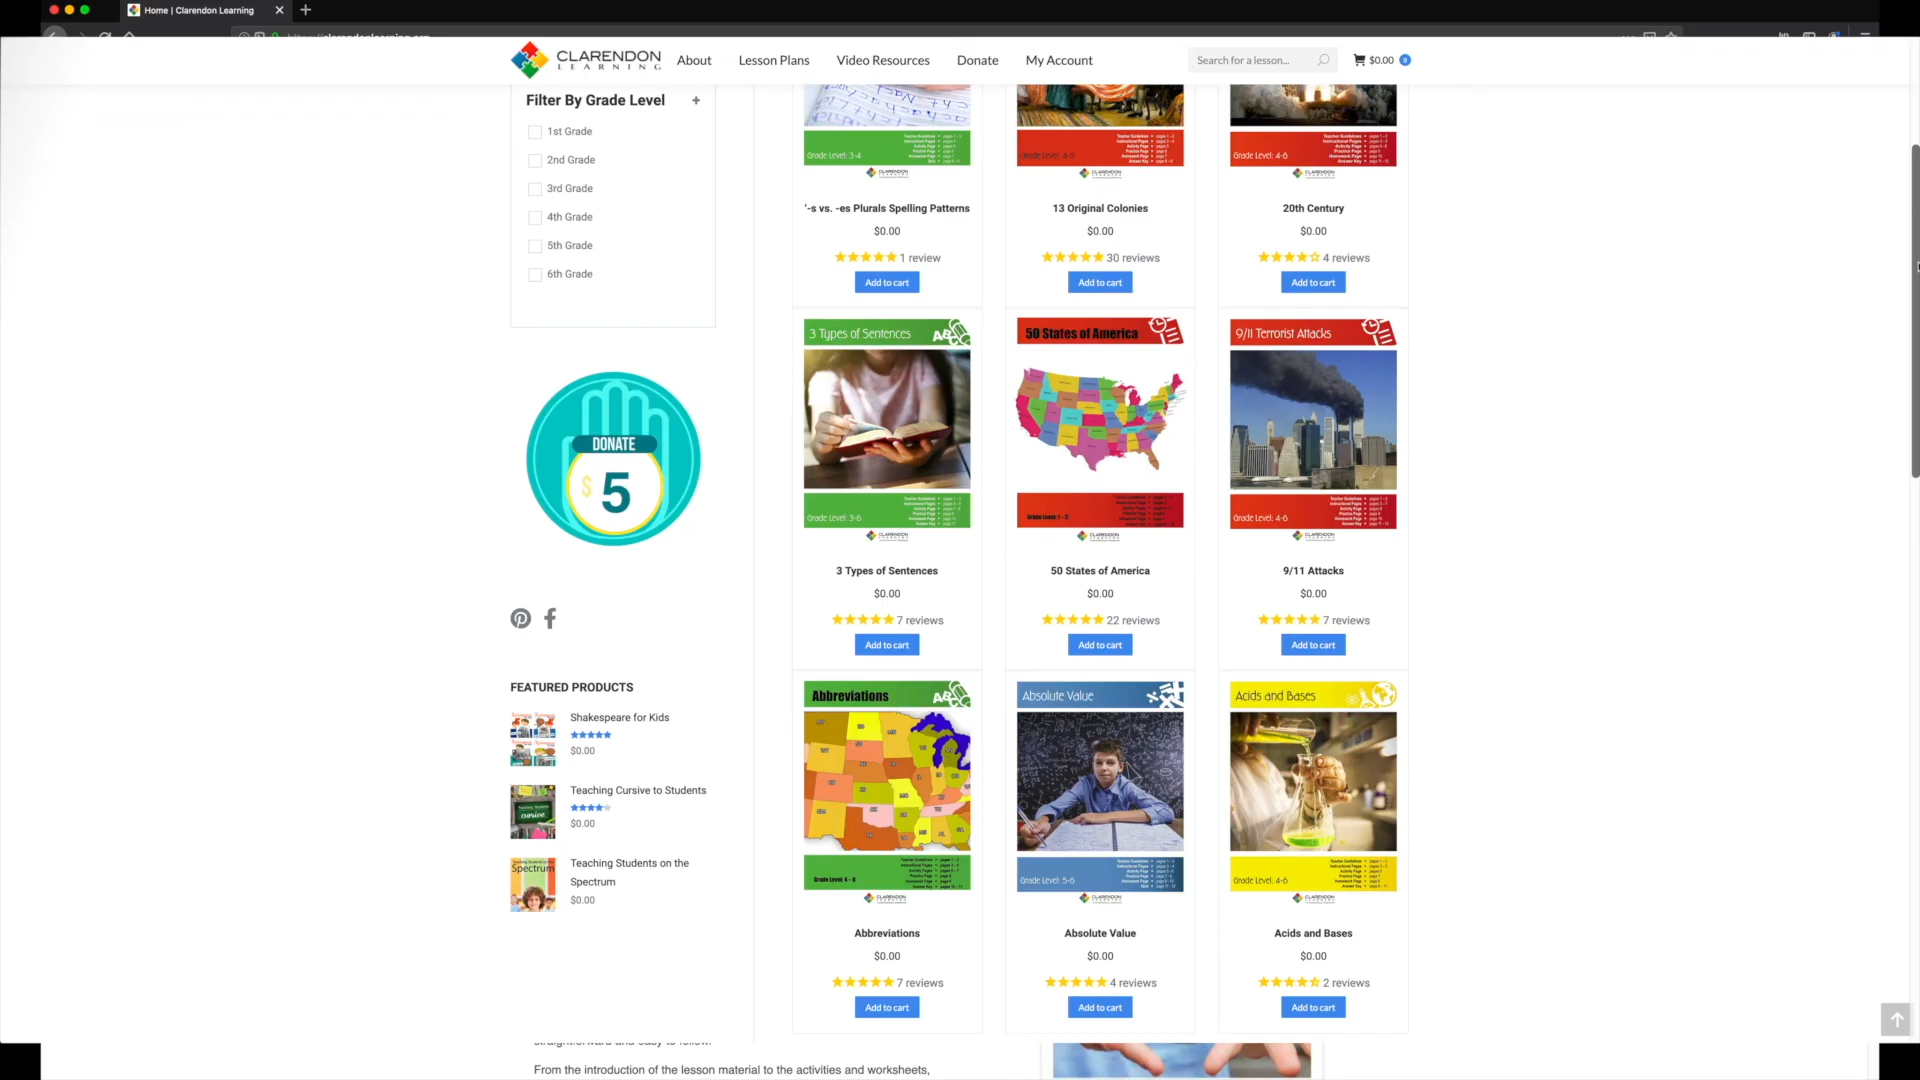 Home | Clarendon Learning
CLARENDON
LEARNING
About
Lesson Plans
Video Resources
Donate
My Account
Search for a lesson...
$0.00
0
Filter By Grade Level
+
1st Grade
2nd Grade
3rd Grade
4th Grade
5th Grade
6th Grade
DONATE
$5
FEATURED PRODUCTS
Shakespeare for Kids
$0.00
Teaching Cursive to Students
$0.00
Teaching Students on the
Spectrum
$0.00
Grade Level: 3-4
Grade Level: 4-5
Grade Level: 4-6
'-s vs. -es Plurals Spelling Patterns
13 Original Colonies
20th Century
$0.00
$0.00
$0.00
1 review
30 reviews
4 reviews
Add to cart
Add to cart
Add to cart
3 Types of Sentences
50 States of America
9/11 Terrorist Attacks
Grade Level: 3-6
Grade Level: 1 - 3
Grade Level: 4-6
3 Types of Sentences
50 States of America
9/11 Attacks
$0.00
$0.00
$0.00
7 reviews
22 reviews
7 reviews
Add to cart
Add to cart
Add to cart
Abbreviations
Absolute Value
Acids and Bases
Grade Level: 4 - 6
Grade Level: 5-6
Grade Level: 4-6
Abbreviations
Absolute Value
Acids and Bases
$0.00
$0.00
$0.00
7 reviews
4 reviews
2 reviews
Add to cart
Add to cart
Add to cart
From the introduction of the lesson material to the activities and worksheets,